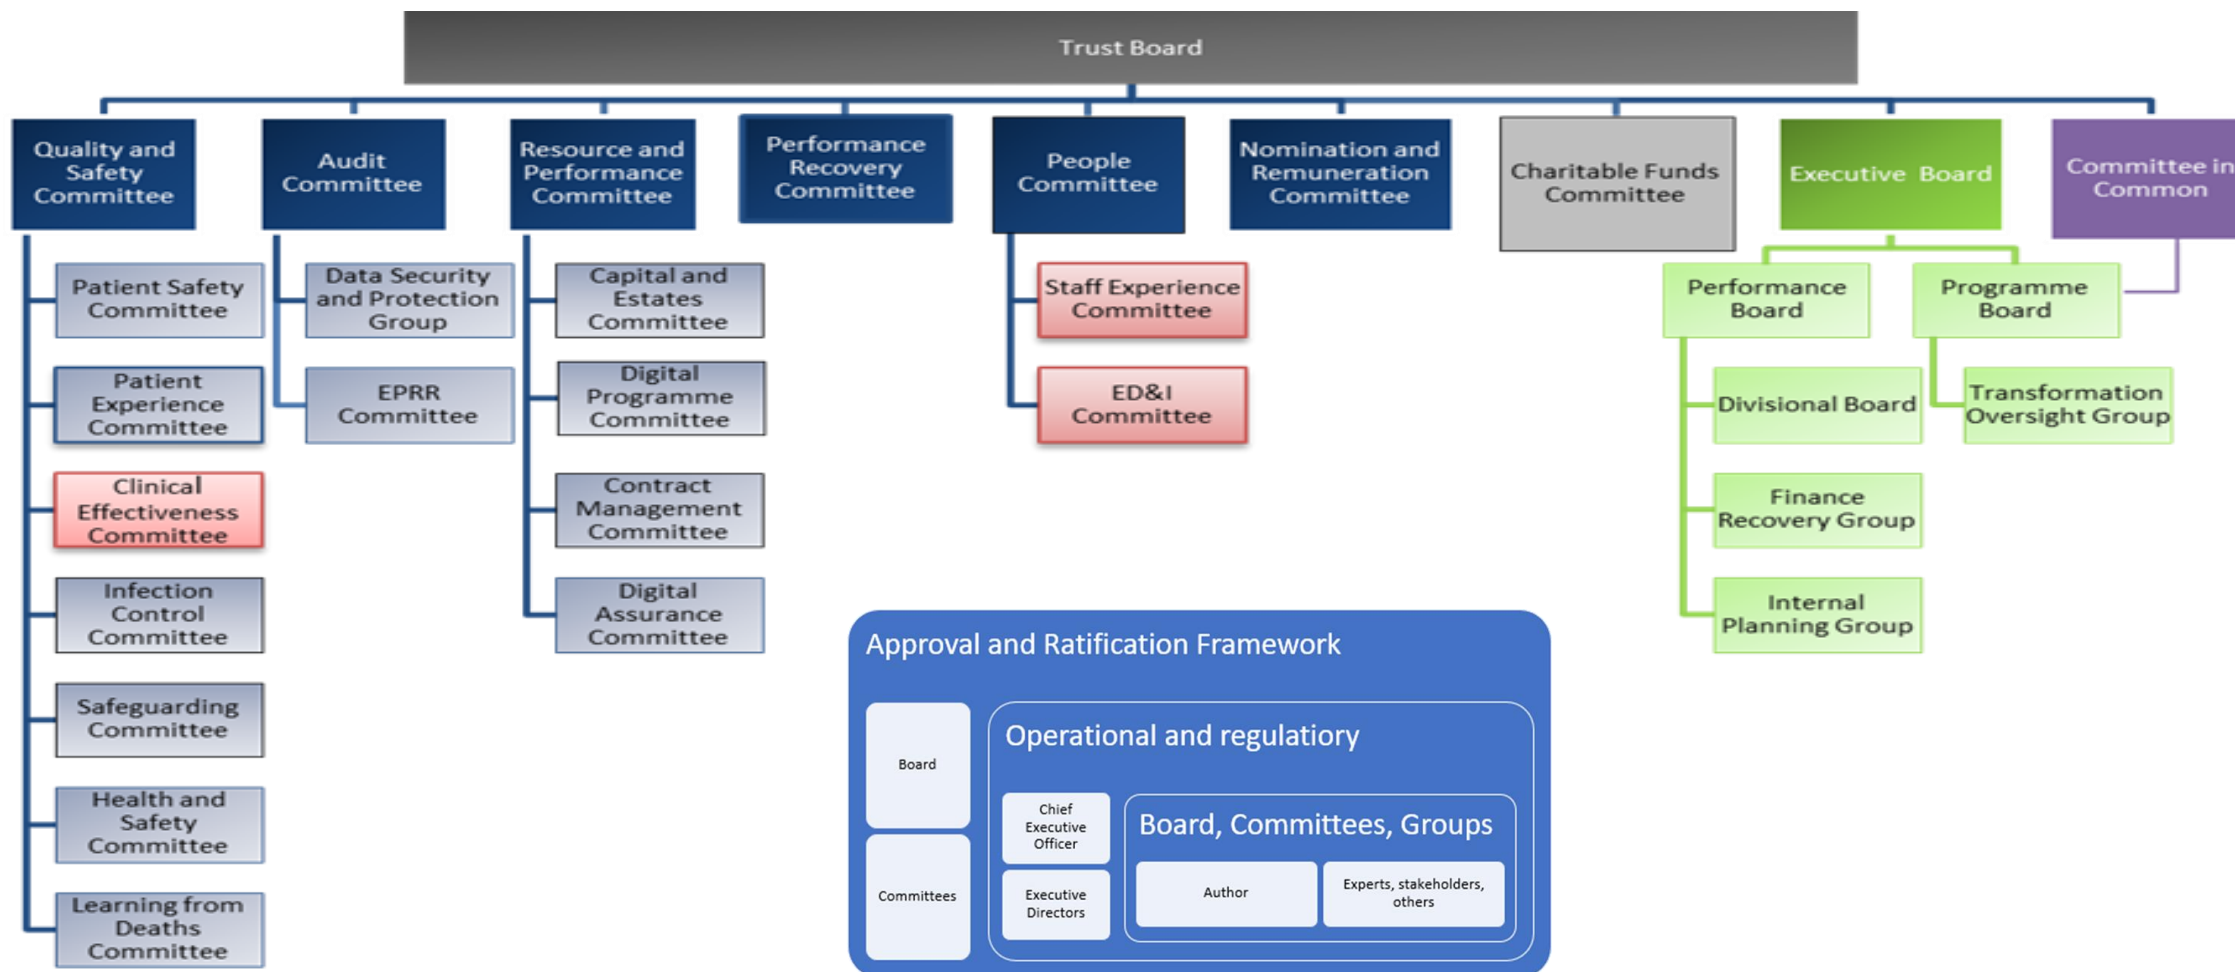 Trust Board
Quality and
Safety
Committee
Audit
Committee
Resource and
Performance
Committee
Performance
Recovery
Committee
People
Committee
Nomination and
Remuneration
Committee
Charitable Funds
Committee
Executive Board
Committee in
Common
Patient Safety
Committee
Patient
Experience
Committee
Clinical
Effectiveness
Committee
Infection
Control
Committee
Safeguarding
Committee
Health and
Safety
Committee
Learning from
Deaths
Committee
Data Security
and Protection
Group
EPRR
Committee
Capital and
Estates
Committee
Digital
Programme
Committee
Contract
Management
Committee
Digital
Assurance
Committee
Staff Experience
Committee
ED&I
Committee
Performance
Board
Divisional Board
Finance
Recovery Group
Internal
Planning Group
Programme
Board
Transformation
Oversight Group
Approval and Ratification Framework
Board
Committees
Operational and regulatiory
Chief
Executive
Officer
Executive
Directors
Board, Committees, Groups
Author
Experts, stakeholders,
others